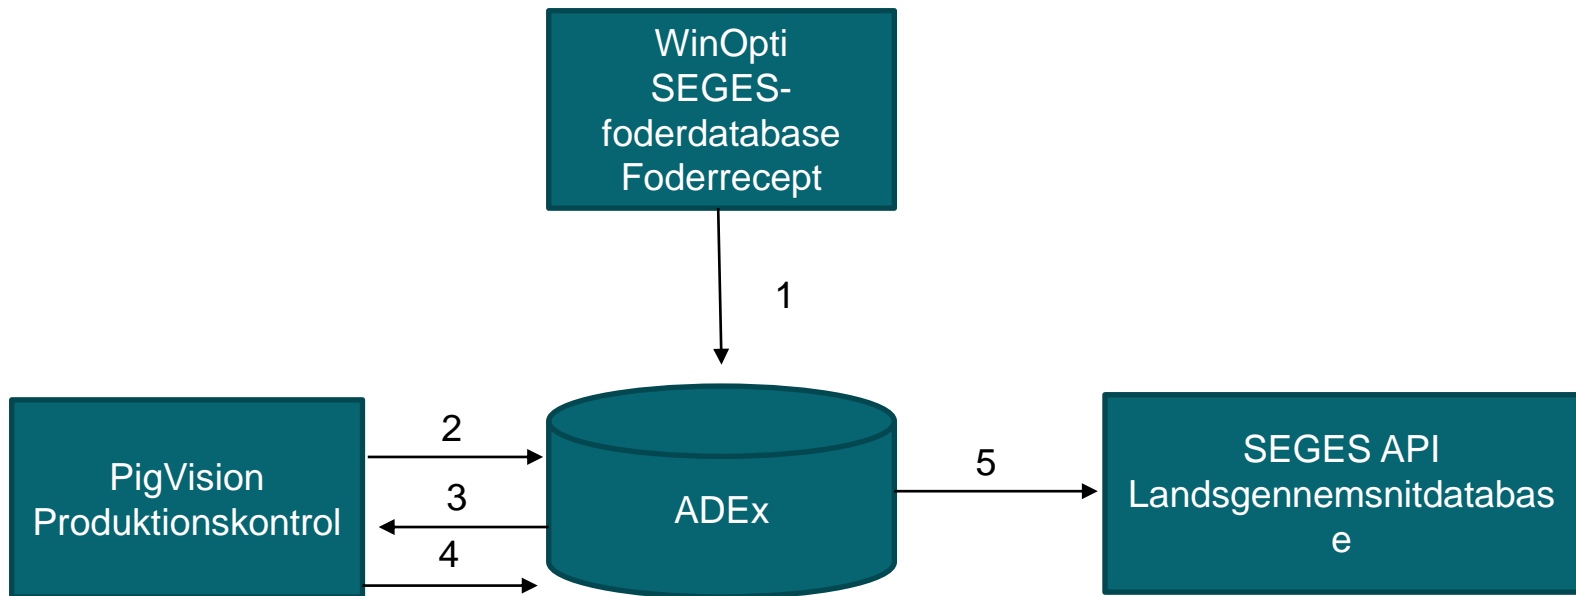 WinOpti
SEGES-
foderdatabase
Foderrecept
1
2
3
4
PigVision
Produktionskontrol
ADEx
5
SEGES API
Landsgennemsnitdatabas
e